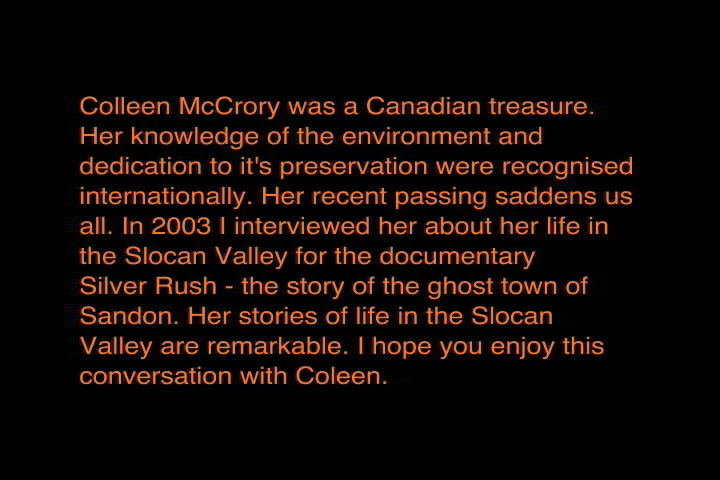 Colleen McCrory was a Canadian treasure.
Her knowledge of the environment and
dedication to it's preservation were recognised
internationally. Her recent passing saddens us
all. In 2003 I interviewed her about her life in
the Slocan Valley for the documentary
Silver Rush - the story of the ghost town of
Sandon. Her stories of life in the Slocan
Valley are remarkable. I hope you enjoy this
conversation with Coleen.